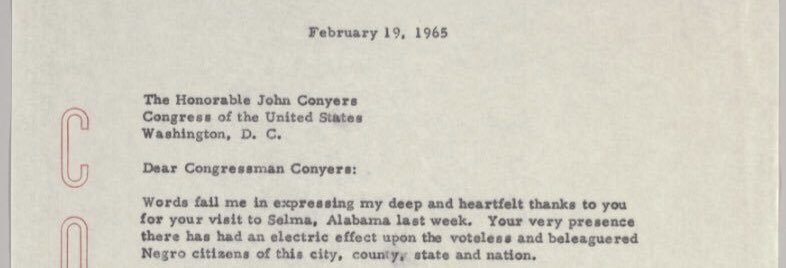 February 19, 1965
The Honorable John Conyers
Congress of the United States
Washington, D. C.
Dear Congressman Conyers:
Words fail me in expressing my deep and heartfelt thanks to you
for your visit to Selma, Alabama last week. Your very presence
there has had an electric effect upon the voteless and beleaguered
Negro citizens of this city, county, state and nation.
C